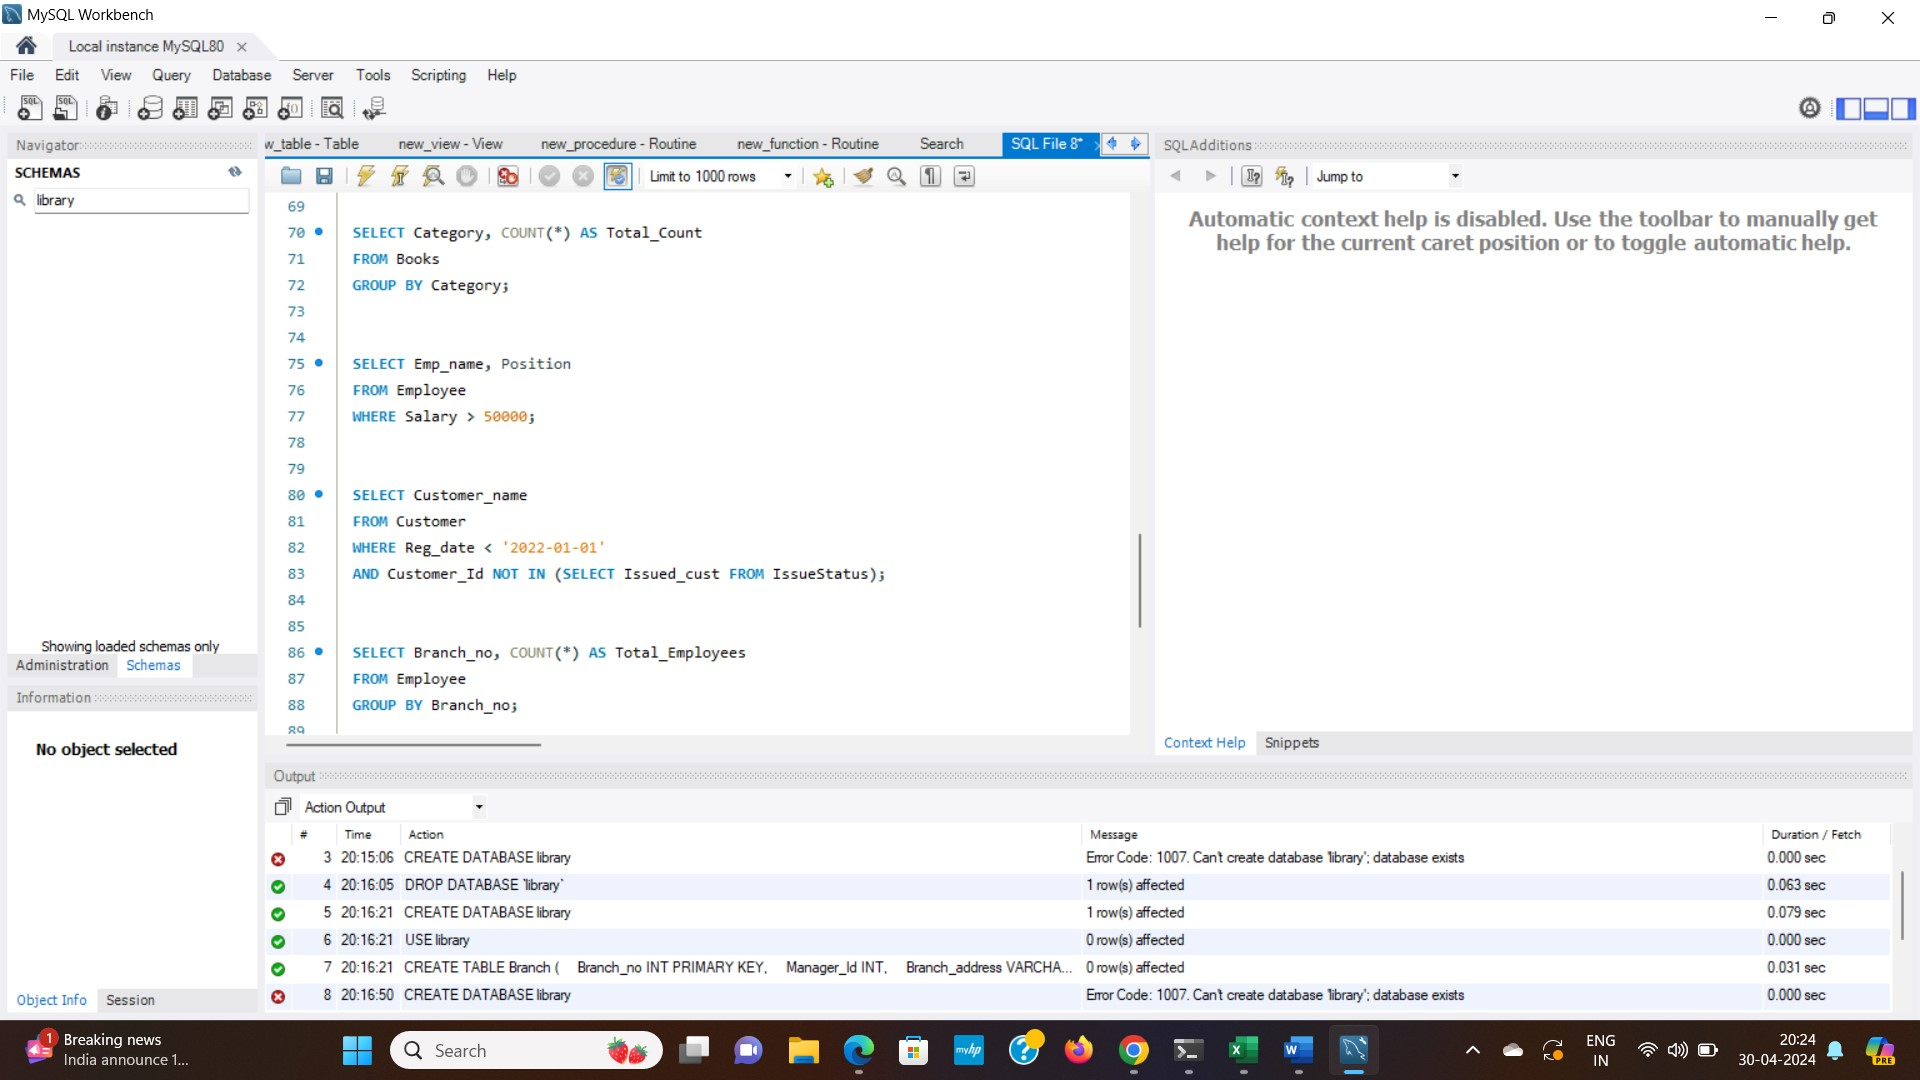 MySQL Workbench
Local instance MySQL80
File Edit View Query Database Server Tools Scripting Help
Navigator
SCHEMAS
library
Showing loaded schemas only
Administration Schemas
Information
No object selected
Object Info Session
w_table - Table new_view - View new_procedure - Routine new_function - Routine Search SQL File 8*
Limit to 1000 rows
69
70 SELECT Category, COUNT(*) AS Total_Count
71 FROM Books
72 GROUP BY Category;
73
74
75 SELECT Emp_name, Position
76 FROM Employee
77 WHERE Salary > 50000;
78
79
80 SELECT Customer_name
81 FROM Customer
82 WHERE Reg_date < '2022-01-01'
83 AND Customer_Id NOT IN (SELECT Issued_cust FROM IssueStatus);
84
85
86 SELECT Branch_no, COUNT(*) AS Total_Employees
87 FROM Employee
88 GROUP BY Branch_no;
89
SQLAdditions
Jump to
Automatic context help is disabled. Use the toolbar to manually get
help for the current caret position or to toggle automatic help.
Context Help Snippets
Output
Action Output
# Time Action Message Duration / Fetch
3 20:15:06 CREATE DATABASE library Error Code: 1007. Can't create database 'library'; database exists 0.000 sec
4 20:16:05 DROP DATABASE `library` 1 row(s) affected 0.063 sec
5 20:16:21 CREATE DATABASE library 1 row(s) affected 0.079 sec
6 20:16:21 USE library 0 row(s) affected 0.000 sec
7 20:16:21 CREATE TABLE Branch ( Branch_no INT PRIMARY KEY, Manager_Id INT, Branch_address VARCHA... 0 row(s) affected 0.031 sec
8 20:16:50 CREATE DATABASE library Error Code: 1007. Can't create database 'library'; database exists 0.000 sec
1
Breaking news
India announce 1...
Search
myhp
ENG
IN
20:24
30-04-2024
PRE